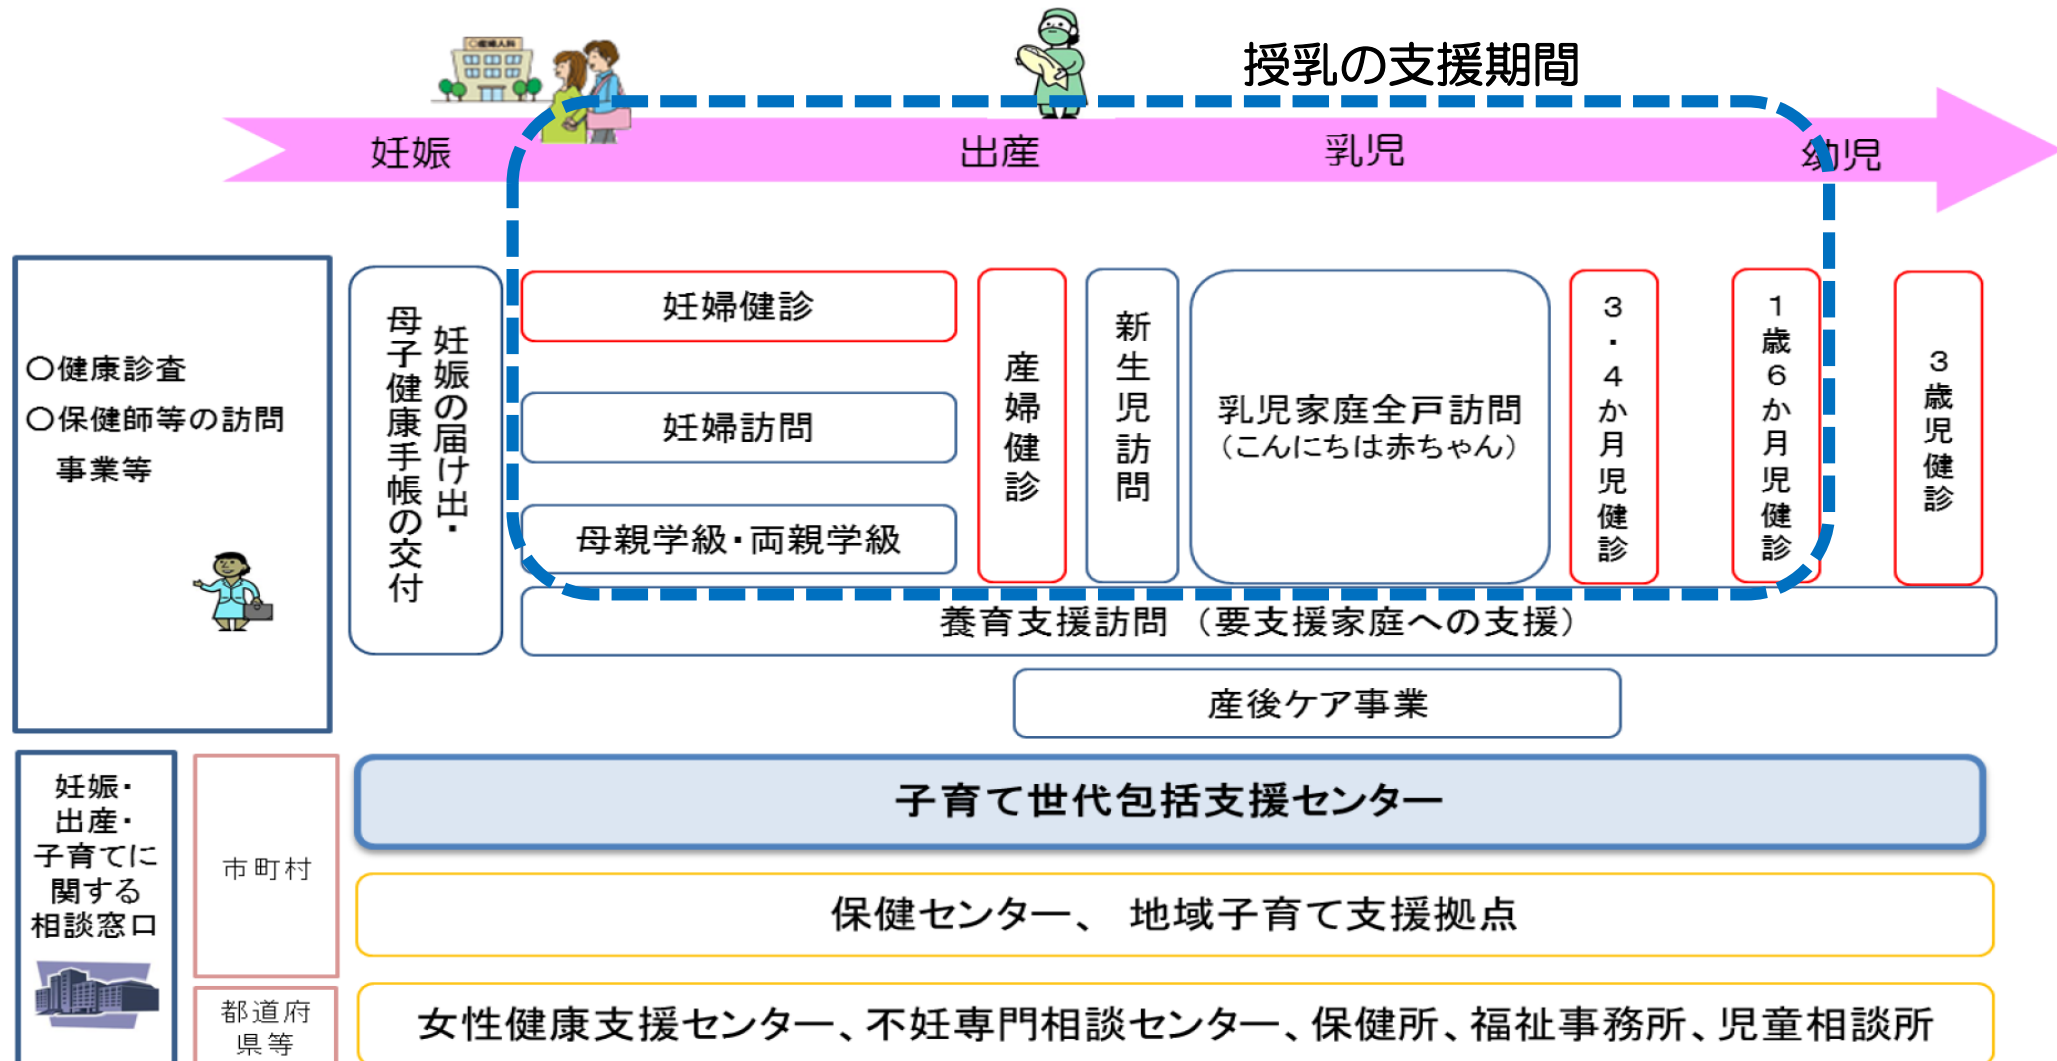 ○産婦人科
授乳の支援期間
妊娠
出産
乳児
幼児
○健康診査
○保健師等の訪問
事業等
妊娠の届け出・
母子健康手帳の交付
妊婦健診
妊婦訪問
母親学級・両親学級
産婦健診
新生児訪問
乳児家庭全戸訪問
（こんにちは赤ちゃん）
3・4か月児健診
1歳6か月児健診
3歳児健診
養育支援訪問 （要支援家庭への支援）
産後ケア事業
妊娠・
出産・
子育てに
関する
相談窓口
市町村
子育て世代包括支援センター
保健センター、 地域子育て支援拠点
都道府
県等
女性健康支援センター、不妊専門相談センター、保健所、福祉事務所、児童相談所